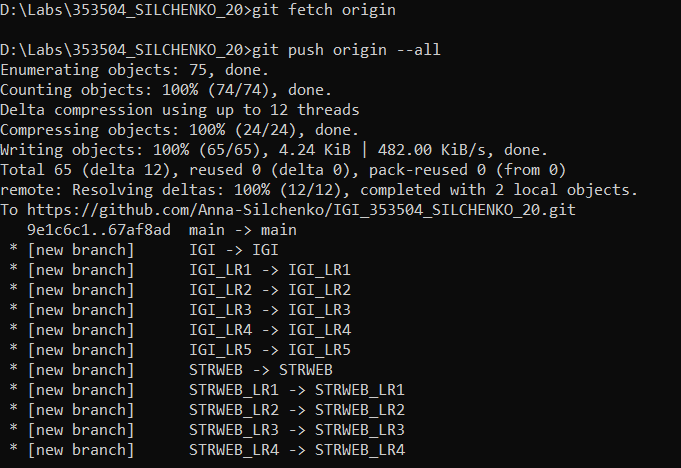 D:\Labs\353504_SILCHENKO_20>git fetch origin
D:\Labs\353504_SILCHENKO_20>git push origin --all
Enumerating objects: 75, done.
Counting objects: 100% (74/74), done.
Delta compression using up to 12 threads
Compressing objects: 100% (24/24), done.
Writing objects: 100% (65/65), 4.24 KiB | 482.00 KiB/s, done.
Total 65 (delta 12), reused 0 (delta 0), pack-reused 0 (from 0)
remote: Resolving deltas: 100% (12/12), completed with 2 local objects.
To https://github.com/Anna-Silchenko/IGI_353504_SILCHENKO_20.git
   9e1c6c1..67af8ad  main -> main
 * [new branch]      IGI -> IGI
 * [new branch]      IGI_LR1 -> IGI_LR1
 * [new branch]      IGI_LR2 -> IGI_LR2
 * [new branch]      IGI_LR3 -> IGI_LR3
 * [new branch]      IGI_LR4 -> IGI_LR4
 * [new branch]      IGI_LR5 -> IGI_LR5
 * [new branch]      STRWEB -> STRWEB
 * [new branch]      STRWEB_LR1 -> STRWEB_LR1
 * [new branch]      STRWEB_LR2 -> STRWEB_LR2
 * [new branch]      STRWEB_LR3 -> STRWEB_LR3
 * [new branch]      STRWEB_LR4 -> STRWEB_LR4